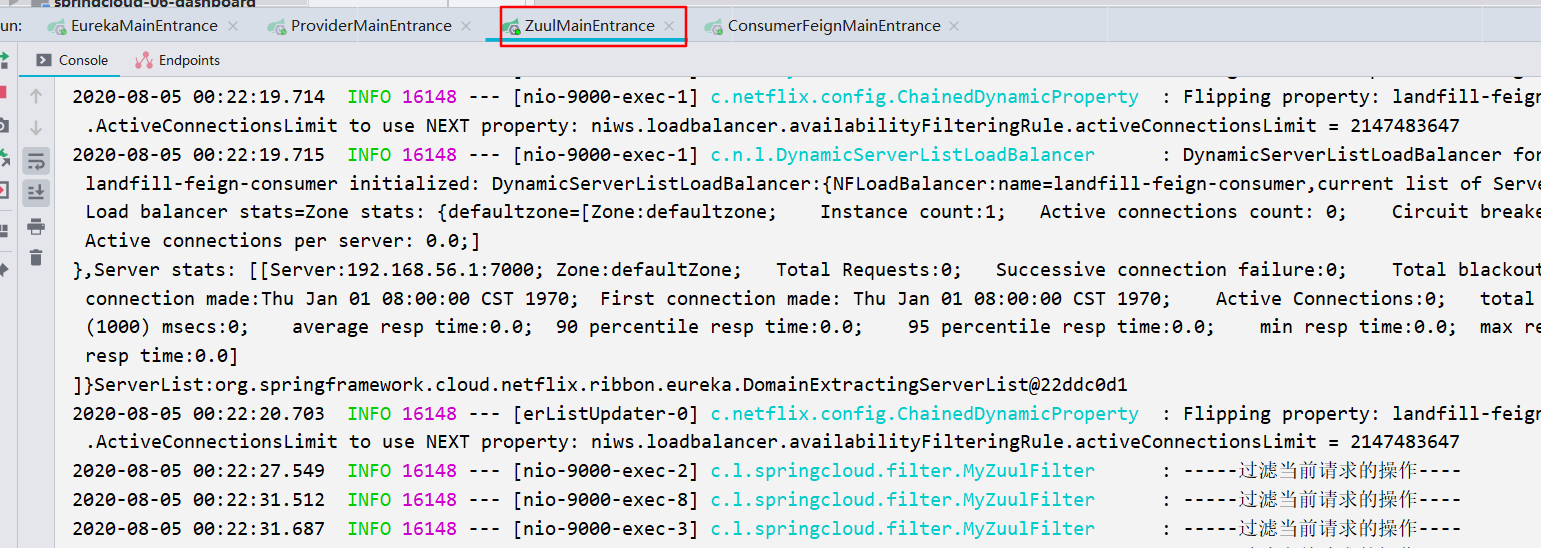 springcloud-06-dashboard
un: EurekaMainEntrance × ProviderMainEntrance × ZuulMainEntrance × ConsumerFeignMainEntrance ×
Console Endpoints
2020-08-05 00:22:19.714 INFO 16148 --- [nio-9000-exec-1] c.netflix.config.ChainedDynamicProperty : Flipping property: landfill-feign
.ActiveConnectionsLimit to use NEXT property: niws.loadbalancer.availabilityFilteringRule.activeConnectionsLimit = 2147483647
2020-08-05 00:22:19.715 INFO 16148 --- [nio-9000-exec-1] c.n.l.DynamicServerListLoadBalancer : DynamicServerListLoadBalancer for
landfill-feign-consumer initialized: DynamicServerListLoadBalancer:{NFLoadBalancer:name=landfill-feign-consumer,current list of Serve
Load balancer stats=Zone stats: {defaultzone=[Zone:defaultzone; Instance count:1; Active connections count: 0; Circuit breake
Active connections per server: 0.0;]
},Server stats: [[Server:192.168.56.1:7000; Zone:defaultZone; Total Requests:0; Successive connection failure:0; Total blackout
connection made:Thu Jan 01 08:00:00 CST 1970; First connection made: Thu Jan 01 08:00:00 CST 1970; Active Connections:0; total
(1000) msecs:0; average resp time:0.0; 90 percentile resp time:0.0; 95 percentile resp time:0.0; min resp time:0.0; max re
resp time:0.0]
]}ServerList:org.springframework.cloud.netflix.ribbon.eureka.DomainExtractingServerList@22ddc0d1
2020-08-05 00:22:20.703 INFO 16148 --- [erListUpdater-0] c.netflix.config.ChainedDynamicProperty : Flipping property: landfill-feign
.ActiveConnectionsLimit to use NEXT property: niws.loadbalancer.availabilityFilteringRule.activeConnectionsLimit = 2147483647
2020-08-05 00:22:27.549 INFO 16148 --- [nio-9000-exec-2] c.l.springcloud.filter.MyZuulFilter : -----过滤当前请求的操作----
2020-08-05 00:22:31.512 INFO 16148 --- [nio-9000-exec-8] c.l.springcloud.filter.MyZuulFilter : -----过滤当前请求的操作----
2020-08-05 00:22:31.687 INFO 16148 --- [nio-9000-exec-3] c.l.springcloud.filter.MyZuulFilter : -----过滤当前请求的操作----